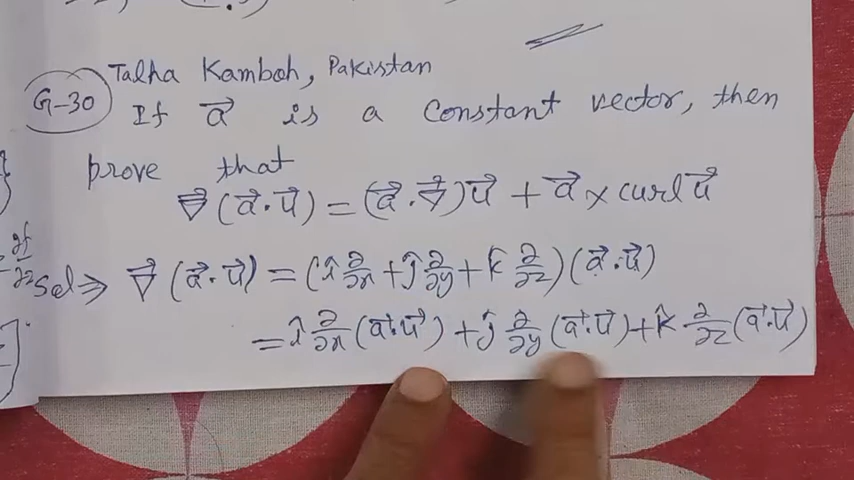 Talha Kamboh, Pakistan
G-30 If a⃗ is a constant vector, then
prove that
∇⃗(a⃗·u⃗) = (a⃗·∇⃗)u⃗ + a⃗ × curl u⃗
Sol ⇒ ∇⃗(a⃗·u⃗) = (î ∂/∂x + ĵ ∂/∂y + k̂ ∂/∂z)(a⃗·u⃗)
= î ∂/∂x (a⃗·u⃗) + ĵ ∂/∂y (a⃗·u⃗) + k̂ ∂/∂z (a⃗·u⃗)